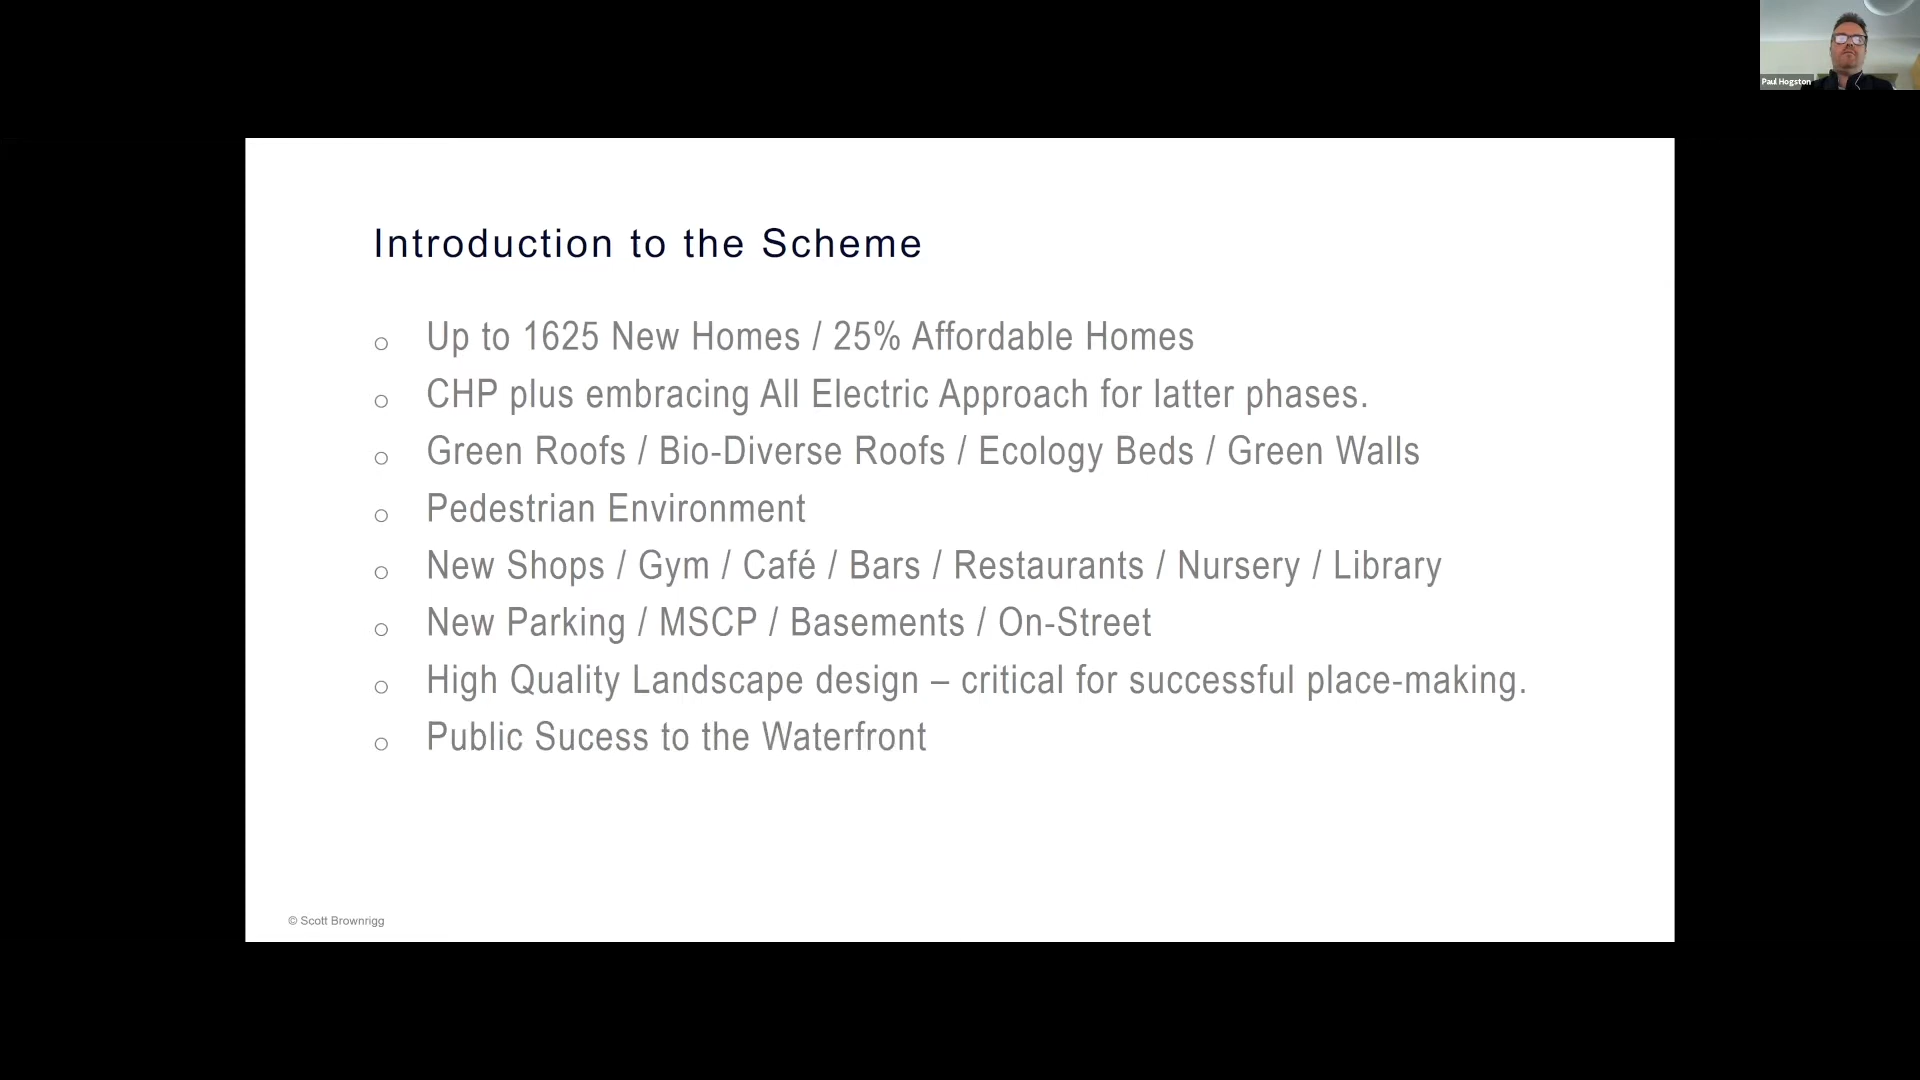 Paul Hogston
Introduction to the Scheme
○ Up to 1625 New Homes / 25% Affordable Homes
○ CHP plus embracing All Electric Approach for latter phases.
○ Green Roofs / Bio-Diverse Roofs / Ecology Beds / Green Walls
○ Pedestrian Environment
○ New Shops / Gym / Café / Bars / Restaurants / Nursery / Library
○ New Parking / MSCP / Basements / On-Street
○ High Quality Landscape design – critical for successful place-making.
○ Public Sucess to the Waterfront
© Scott Brownrigg